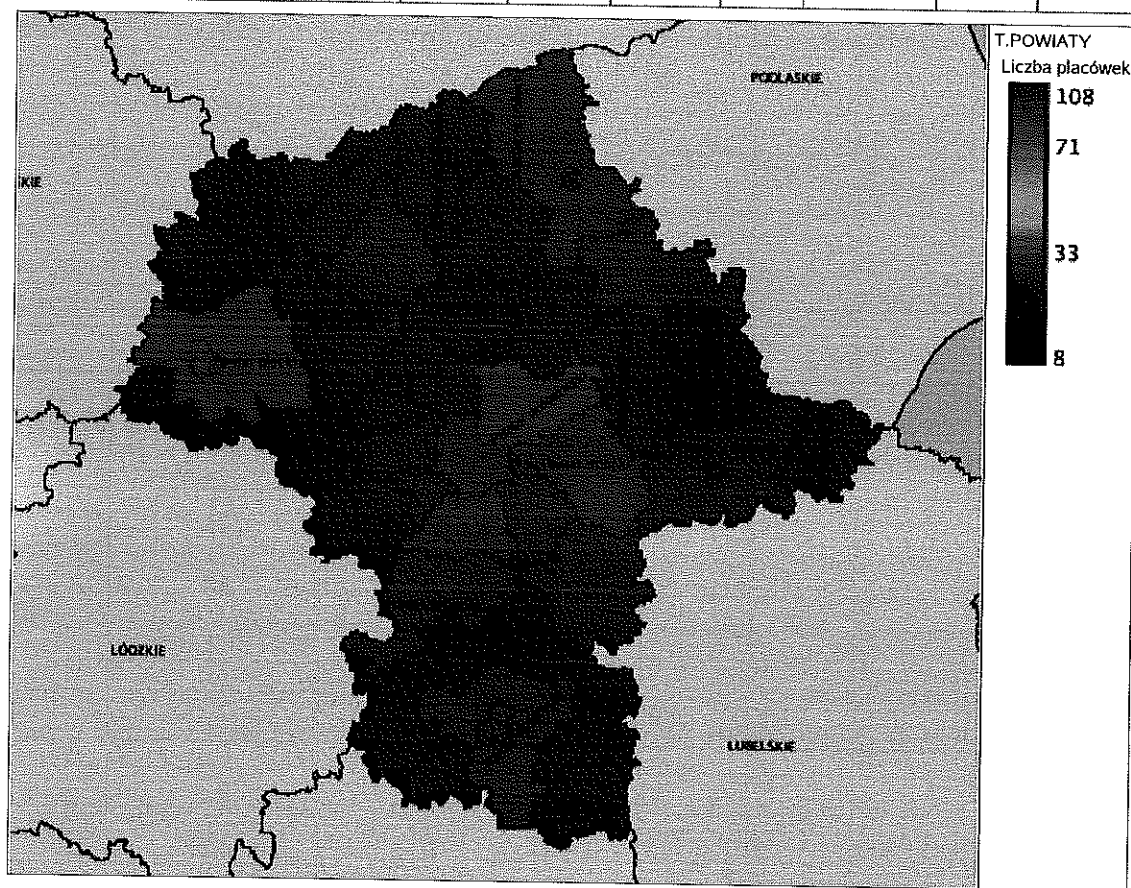 T.POWIATY
Liczba placówek
108
71
33
8
PODLASKIE
KIE
ŁÓDZKIE
LUBELSKIE